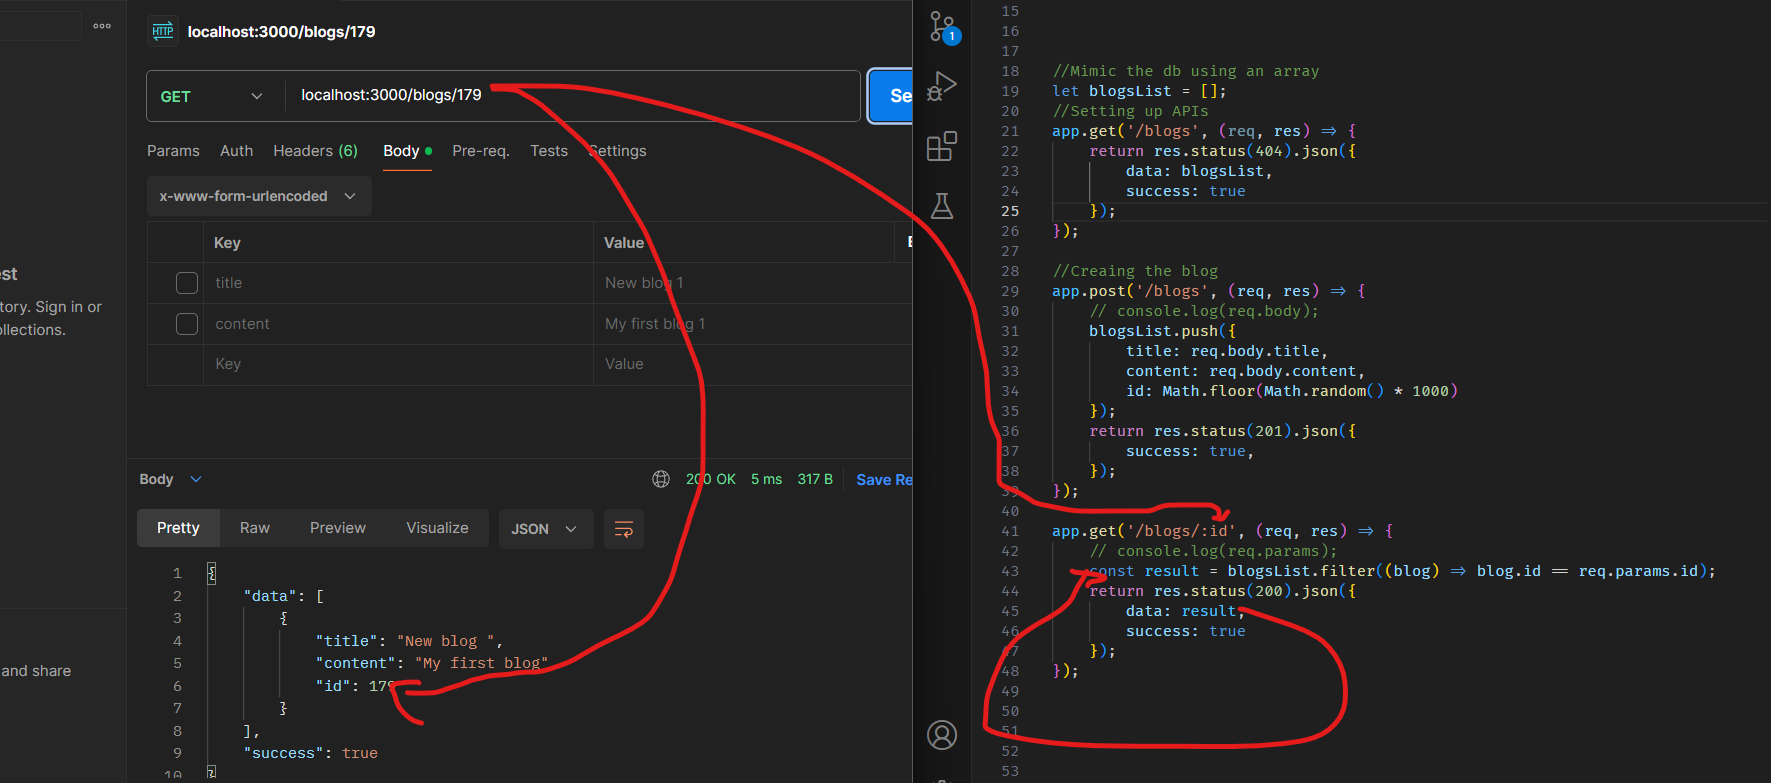 HTTP localhost:3000/blogs/179
GET localhost:3000/blogs/179 Se
Params Auth Headers (6) Body Pre-req. Tests Settings
x-www-form-urlencoded
Key Value
title New blog 1
content My first blog 1
Key Value
est
tory. Sign in or
ollections.
and share
Body 200 OK 5 ms 317 B Save Re
Pretty Raw Preview Visualize JSON
1 {
2 "data": [
3 {
4 "title": "New blog ",
5 "content": "My first blog"
6 "id": 179
7 }
8 ],
9 "success": true
10 }
1
15
16
17
18 //Mimic the db using an array
19 let blogsList = [];
20 //Setting up APIs
21 app.get('/blogs', (req, res) => {
22 return res.status(404).json({
23 data: blogsList,
24 success: true
25 });
26 });
27
28 //Creaing the blog
29 app.post('/blogs', (req, res) => {
30 // console.log(req.body);
31 blogsList.push({
32 title: req.body.title,
33 content: req.body.content,
34 id: Math.floor(Math.random() * 1000)
35 });
36 return res.status(201).json({
37 success: true,
38 });
39 });
40
41 app.get('/blogs/:id', (req, res) => {
42 // console.log(req.params);
43 const result = blogsList.filter((blog) => blog.id == req.params.id);
44 return res.status(200).json({
45 data: result,
46 success: true
47 });
48 });
49
50
51
52
53